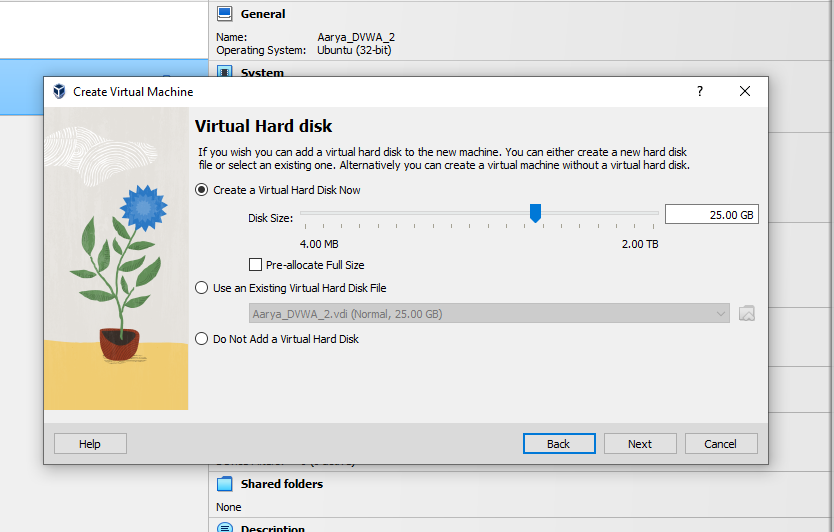 General
Name: Aarya_DVWA_2
Operating System: Ubuntu (32-bit)
System
Create Virtual Machine
?
Virtual Hard disk
If you wish you can add a virtual hard disk to the new machine. You can either create a new hard disk
file or select an existing one. Alternatively you can create a virtual machine without a virtual hard disk.
Create a Virtual Hard Disk Now
Disk Size: 25.00 GB
4.00 MB 2.00 TB
Pre-allocate Full Size
Use an Existing Virtual Hard Disk File
Aarya_DVWA_2.vdi (Normal, 25.00 GB)
Do Not Add a Virtual Hard Disk
Help Back Next Cancel
Shared folders
None
Description